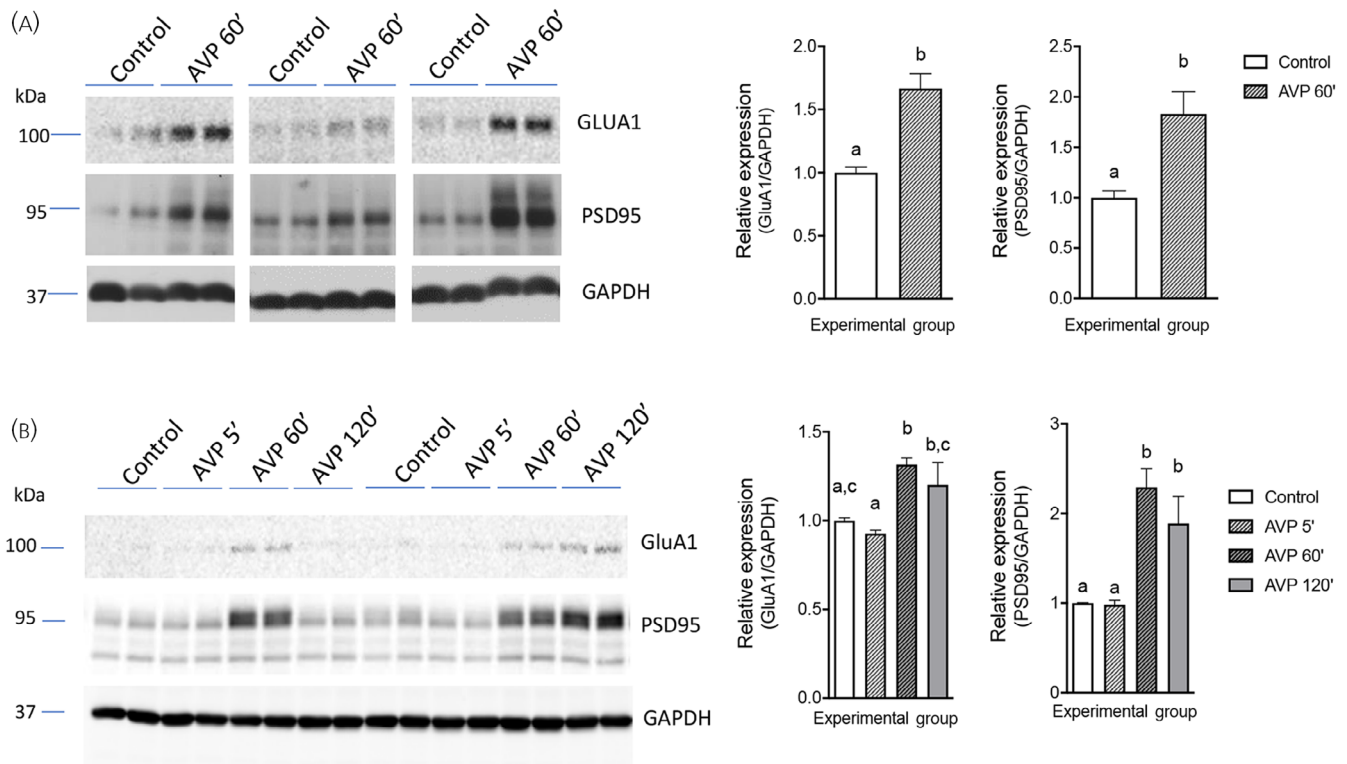 (A)
Control
AVP 60'
Control
AVP 60'
Control
AVP 60'
kDa
100
GLUA1
95
PSD95
37
GAPDH
Relative expression
(GluA1/GAPDH)
2.0
1.5
1.0
0.5
0.0
a
b
Experimental group
Relative expression
(PSD95/GAPDH)
2.5
2.0
1.5
1.0
0.5
0.0
a
b
Experimental group
Control
AVP 60'
(B)
Control
AVP 5'
AVP 60'
AVP 120'
Control
AVP 5'
AVP 60'
AVP 120'
kDa
100
GluA1
95
PSD95
37
GAPDH
Relative expression
(GluA1/GAPDH)
1.5
1.0
0.5
0.0
a,c
a
b
b,c
Experimental group
Relative expression
(PSD95/GAPDH)
3
2
1
0
a
a
b
b
Experimental group
Control
AVP 5'
AVP 60'
AVP 120'